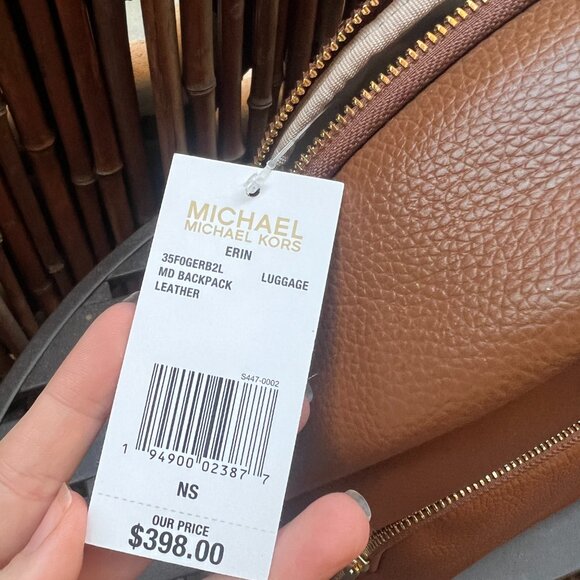 MICHAEL
MICHAEL KORS
ERIN
35F0GERB2L
MD BACKPACK LUGGAGE
LEATHER
S447-0002
1 94900 02387 7
NS
OUR PRICE
$398.00